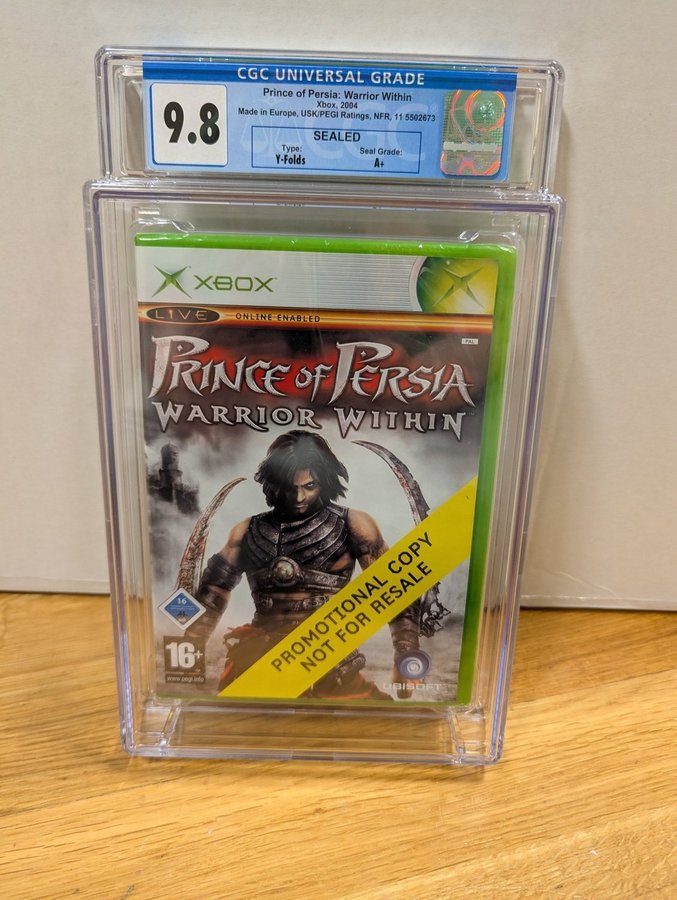 CGC UNIVERSAL GRADE
9.8
Prince of Persia: Warrior Within
Xbox, 2004
Made in Europe, USK/PEGI Ratings, NFR, 11 5502673
SEALED
Type:
Y-Folds
Seal Grade:
A+
XBOX
LIVE ONLINE ENABLED
PAL
PRINCE OF PERSIA
WARRIOR WITHIN
PROMOTIONAL COPY
NOT FOR RESALE
16
16+
www.pegi.info
UBISOFT